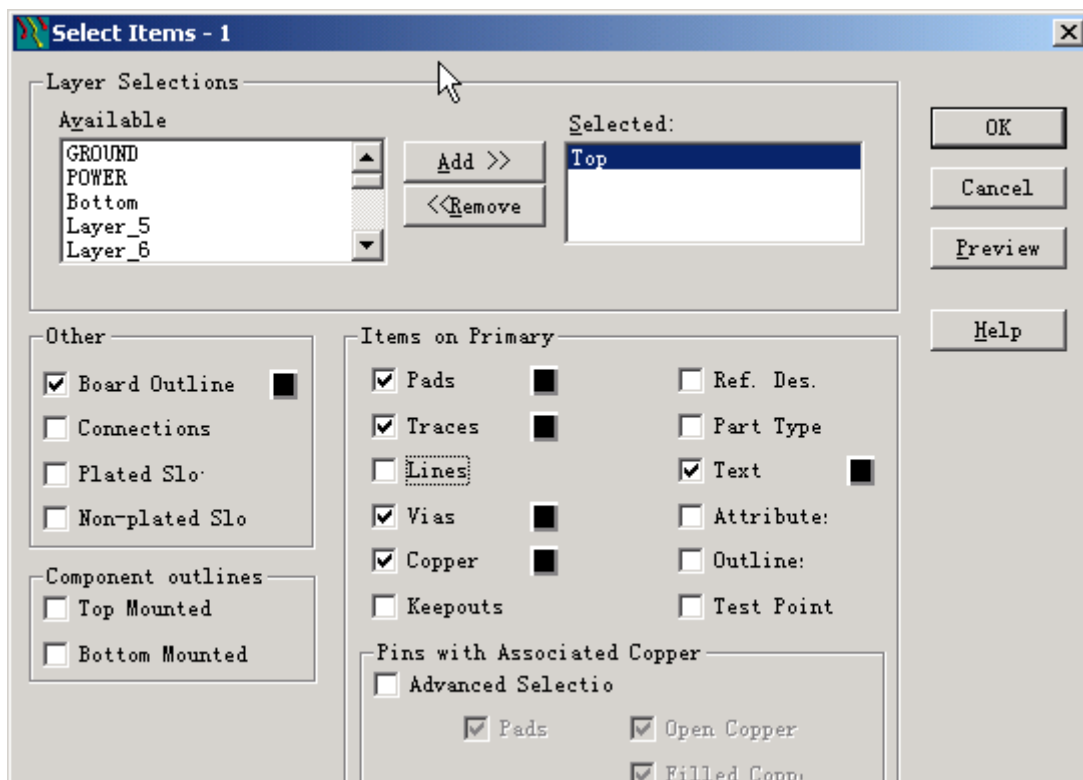 Select Items - 1
Layer Selections
Available
GROUND
POWER
Bottom
Layer_5
Layer_6
Add >>
<<Remove
Selected:
Top
OK
Cancel
Preview
Help
Other
Board Outline
Connections
Plated Slo
Non-plated Slo
Component outlines
Top Mounted
Bottom Mounted
Items on Primary
Pads
Traces
Lines
Vias
Copper
Keepouts
Ref. Des.
Part Type
Text
Attribute:
Outline:
Test Point
Pins with Associated Copper
Advanced Selectio
Pads
Open Copper
Filled Copp